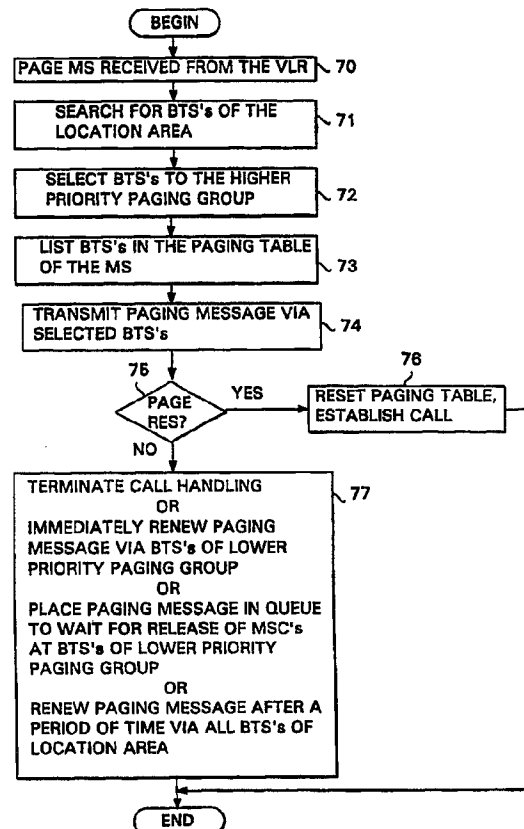 BEGIN
PAGE MS RECEIVED FROM THE VLR
70
SEARCH FOR BTS's OF THE
LOCATION AREA
71
SELECT BTS's TO THE HIGHER
PRIORITY PAGING GROUP
72
LIST BTS's IN THE PAGING TABLE
OF THE MS
73
TRANSMIT PAGING MESSAGE VIA
SELECTED BTS's
74
75
PAGE
RES?
YES
NO
76
RESET PAGING TABLE,
ESTABLISH CALL
77
TERMINATE CALL HANDLING
OR
IMMEDIATELY RENEW PAGING
MESSAGE VIA BTS's OF LOWER
PRIORITY PAGING GROUP
OR
PLACE PAGING MESSAGE IN QUEUE
TO WAIT FOR RELEASE OF MSC's
AT BTS's OF LOWER PRIORITY
PAGING GROUP
OR
RENEW PAGING MESSAGE AFTER A
PERIOD OF TIME VIA ALL BTS's OF
LOCATION AREA
END